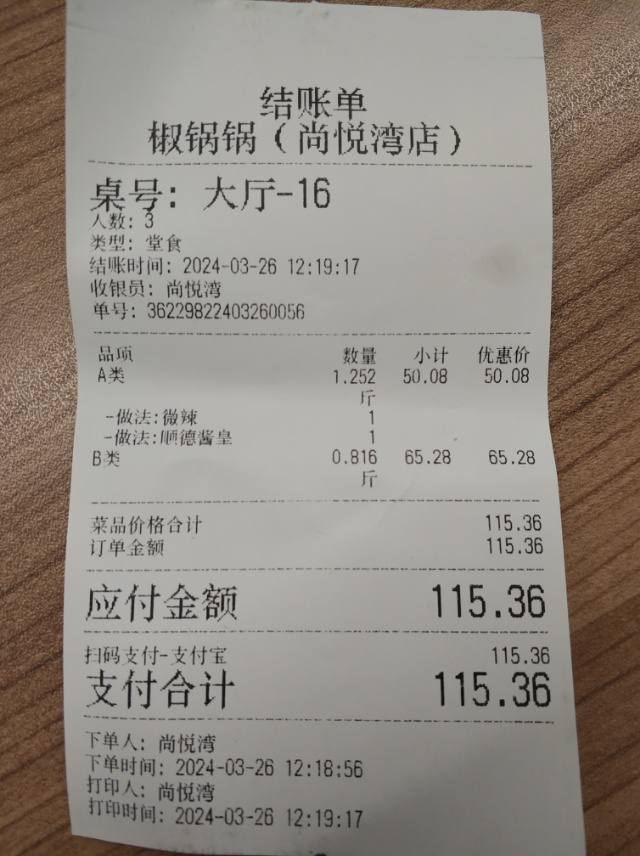 结账单
椒锅锅（尚悦湾店）
桌号: 大厅-16
人数: 3
类型: 堂食
结账时间: 2024-03-26 12:19:17
收银员: 尚悦湾
单号: 36229822403260056
品项 数量 小计 优惠价
A类 1.252 50.08 50.08
斤
-做法:微辣 1
-做法:顺德酱皇 1
B类 0.816 65.28 65.28
斤
菜品价格合计 115.36
订单金额 115.36
应付金额 115.36
扫码支付-支付宝 115.36
支付合计 115.36
下单人: 尚悦湾
下单时间: 2024-03-26 12:18:56
打印人: 尚悦湾
打印时间: 2024-03-26 12:19:17